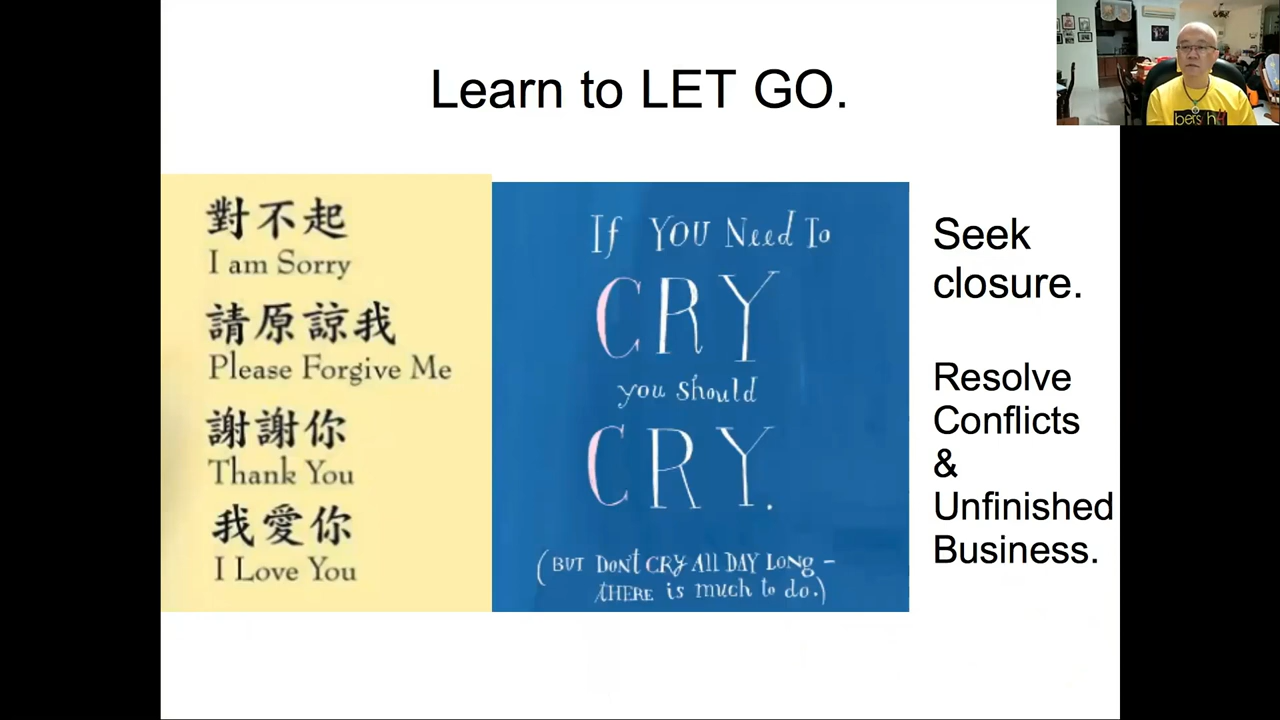 Learn to LET GO.
對不起
I am Sorry
請原諒我
Please Forgive Me
謝謝你
Thank You
我愛你
I Love You
If YOU Need To
CRY
you should
CRY.
(BUT DON'T CRY All DAY LONg –
tHERE is much to do.)
Seek
closure.
Resolve
Conflicts
&
Unfinished
Business.